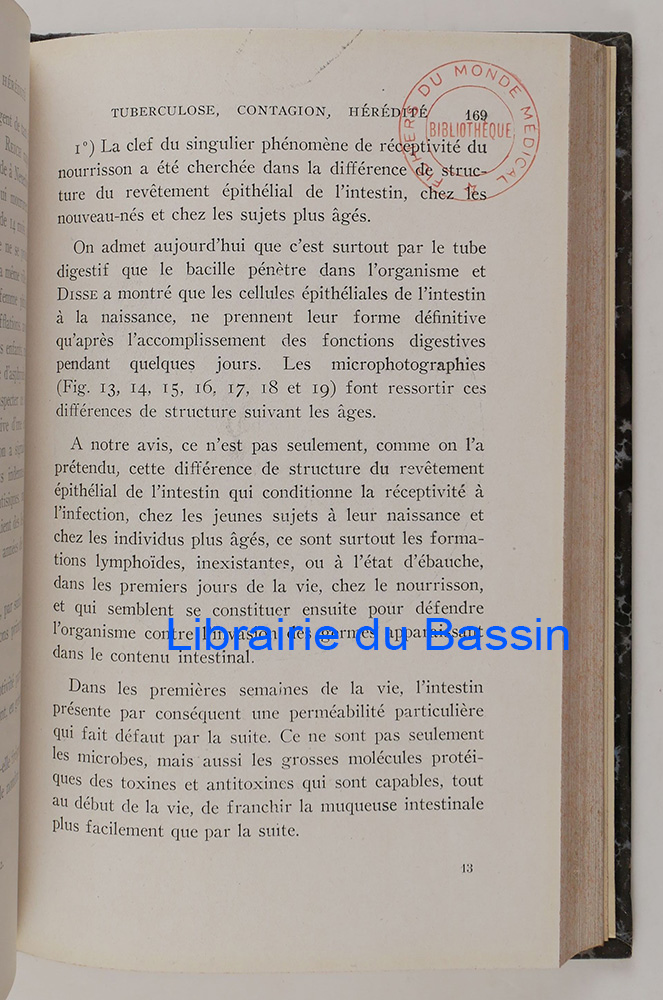 TUBERCULOSE, CONTAGION, HÉRÉDITÉ 169
FICHIERS DU MONDE MÉDICAL
BIBLIOTHÈQUE
1°) La clef du singulier phénomène de réceptivité du
nourrisson a été cherchée dans la différence de struc-
ture du revêtement épithélial de l'intestin, chez les
nouveau-nés et chez les sujets plus âgés.
On admet aujourd'hui que c'est surtout par le tube
digestif que le bacille pénètre dans l'organisme et
DISSE a montré que les cellules épithéliales de l'intestin
à la naissance, ne prennent leur forme définitive
qu'après l'accomplissement des fonctions digestives
pendant quelques jours. Les microphotographies
(Fig. 13, 14, 15, 16, 17, 18 et 19) font ressortir ces
différences de structure suivant les âges.
A notre avis, ce n'est pas seulement, comme on l'a
prétendu, cette différence de structure du revêtement
épithélial de l'intestin qui conditionne la réceptivité à
l'infection, chez les jeunes sujets à leur naissance et
chez les individus plus âgés, ce sont surtout les forma-
tions lymphoïdes, inexistantes, ou à l'état d'ébauche,
dans les premiers jours de la vie, chez le nourrisson,
et qui semblent se constituer ensuite pour défendre
l'organisme contre l'invasion des germes apparaissant
Librairie du Bassin
dans le contenu intestinal.
Dans les premières semaines de la vie, l'intestin
présente par conséquent une perméabilité particulière
qui fait défaut par la suite. Ce ne sont pas seulement
les microbes, mais aussi les grosses molécules protéi-
ques des toxines et antitoxines qui sont capables, tout
au début de la vie, de franchir la muqueuse intestinale
plus facilement que par la suite.
13